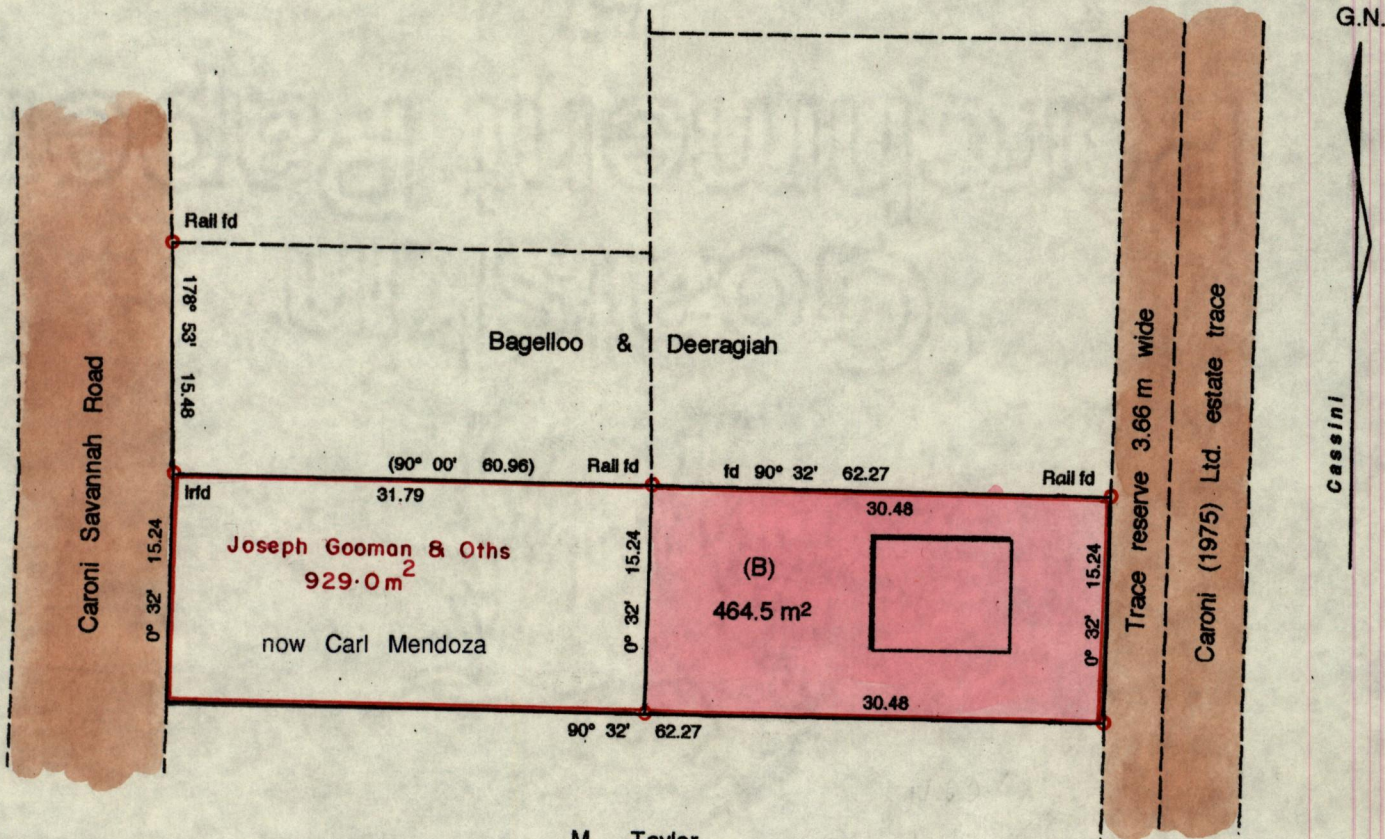 G.N.
Cassini
Rail fd
178° 53' 15.48
Caroni Savannah Road
Bagelloo & Deeragiah
Trace reserve 3.66 m wide
Caroni (1975) Ltd. estate trace
(90° 00' 60.96) Rail fd
fd 90° 32' 62.27
Rail fd
Irfd
31.79
30.48
0° 32' 15.24
Joseph Gooman & Oths
929.0 m²
now Carl Mendoza
0° 32' 15.24
(B)
464.5 m²
0° 32' 15.24
30.48
90° 32' 62.27
M. Taylor